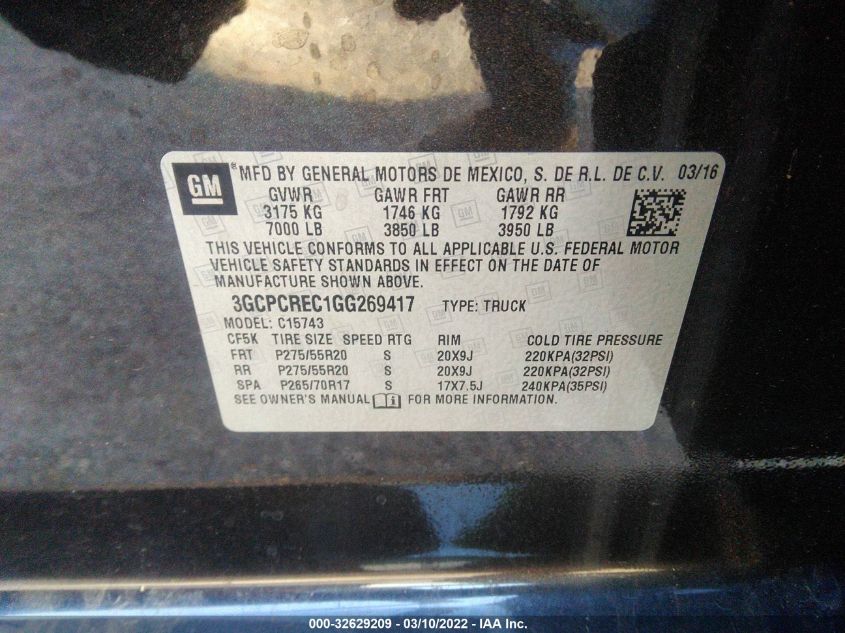 GM ® MFD BY GENERAL MOTORS DE MEXICO, S. DE R.L. DE C.V. 03/16
GVWR GAWR FRT GAWR RR
3175 KG 1746 KG 1792 KG
7000 LB 3850 LB 3950 LB
THIS VEHICLE CONFORMS TO ALL APPLICABLE U.S. FEDERAL MOTOR
VEHICLE SAFETY STANDARDS IN EFFECT ON THE DATE OF
MANUFACTURE SHOWN ABOVE.
3GCPCREC1GG269417 TYPE: TRUCK
MODEL: C15743
CF5K TIRE SIZE SPEED RTG RIM COLD TIRE PRESSURE
FRT P275/55R20 S 20X9J 220KPA(32PSI)
RR P275/55R20 S 20X9J 220KPA(32PSI)
SPA P265/70R17 S 17X7.5J 240KPA(35PSI)
SEE OWNER'S MANUAL FOR MORE INFORMATION.
000-32629209 - 03/10/2022 - IAA Inc.